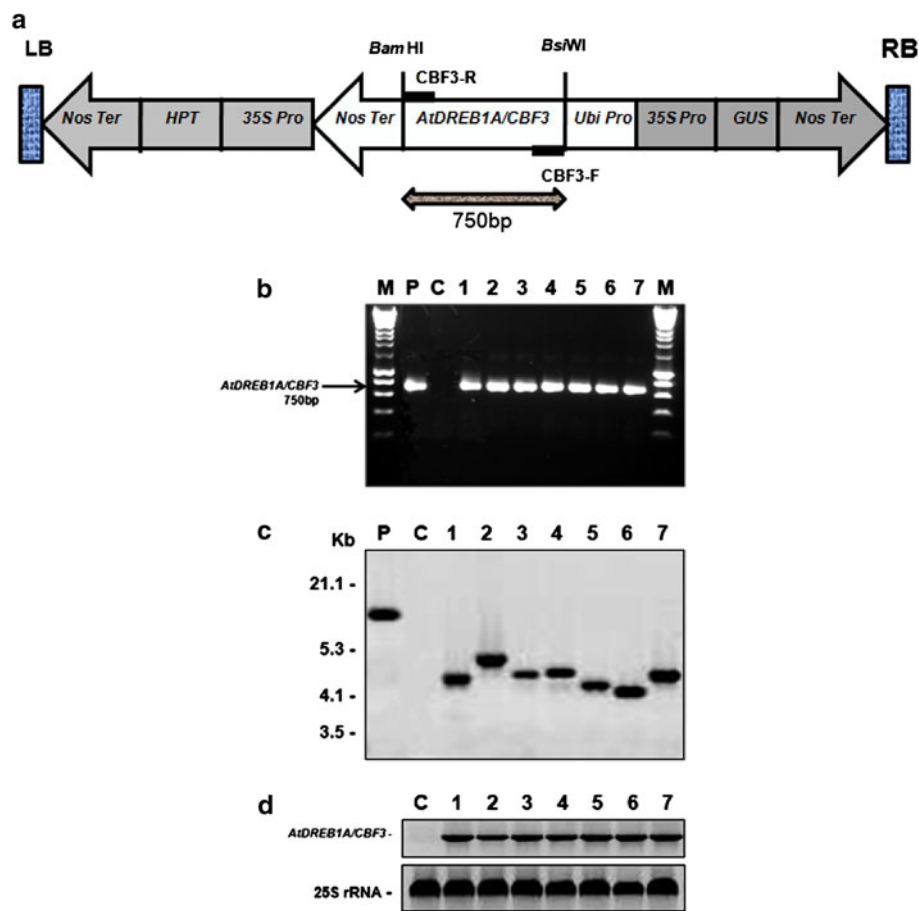 a
LB
Bam HI
BsiWI
RB
CBF3-R
Nos Ter HPT 35S Pro Nos Ter AtDREB1A/CBF3 Ubi Pro 35S Pro GUS Nos Ter
CBF3-F
750bp
b
M P C 1 2 3 4 5 6 7 M
AtDREB1A/CBF3
750bp
c
P C 1 2 3 4 5 6 7
Kb
21.1 -
5.3 -
4.1 -
3.5 -
d
C 1 2 3 4 5 6 7
AtDREB1A/CBF3 -
25S rRNA -